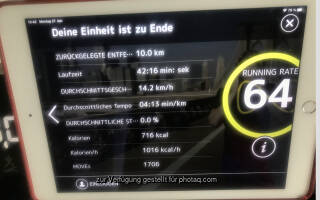 Deine Einheit ist zu Ende
ZURÜCKGELEGTE ENTFE··· 10.0 km
Laufzeit 42:16 min: sek
DURCHSCHNITTSGESCH··· 14.2 km/h
Durchschnittliches Tempo 04:13 min/km
DURCHSCHNITTLICHE ST··· 0.0 %
Kalorien 716 kcal
Kalorien/h 1016 kcal/h
MOVEs 1706
RUNNING RATE
64
i
zur Verfügung gestellt für photaq.com